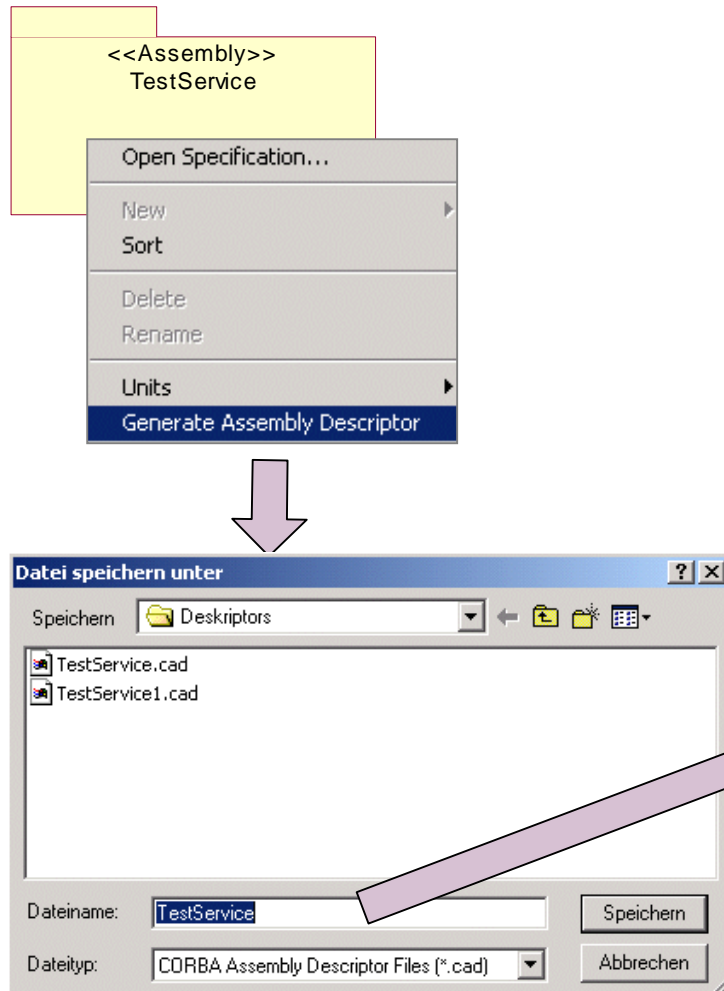 <<Assembly>>
TestService
Open Specification...
New
Sort
Delete
Rename
Units
Generate Assembly Descriptor
Datei speichern unter
Speichern
Deskriptors
TestService.cad
TestService1.cad
Dateiname:
TestService
Speichern
Dateityp:
CORBA Assembly Descriptor Files (*.cad)
Abbrechen